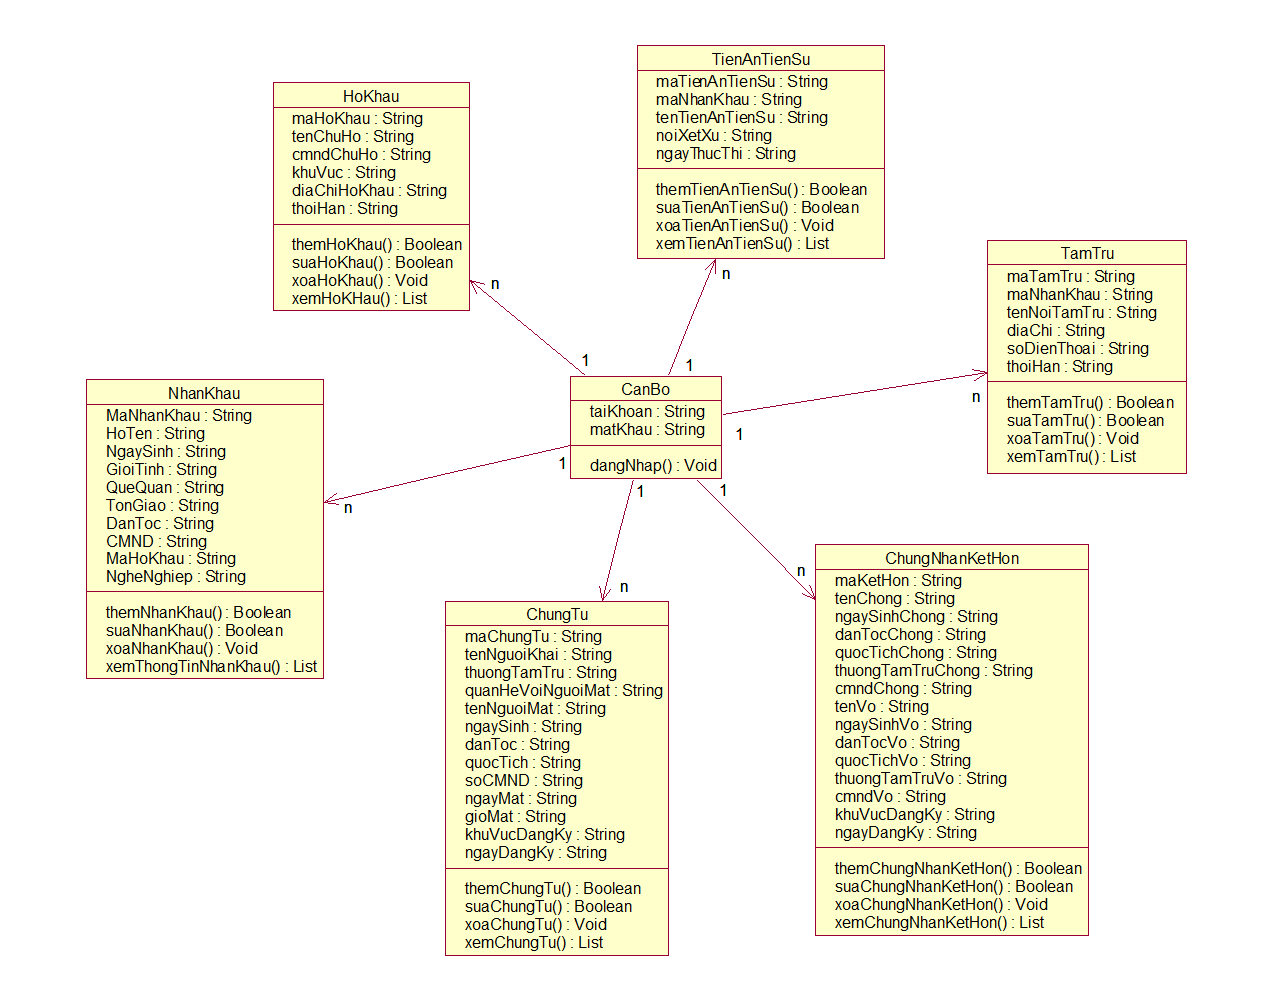 TienAnTienSu
maTienAnTienSu : String
maNhanKhau : String
tenTienAnTienSu : String
noiXetXu : String
ngayThucThi : String
themTienAnTienSu() : Boolean
suaTienAnTienSu() : Boolean
xoaTienAnTienSu() : Void
xemTienAnTienSu() : List
n
1
HoKhau
maHoKhau : String
tenChuHo : String
cmndChuHo : String
khuVuc : String
diaChiHoKhau : String
thoiHan : String
themHoKhau() : Boolean
suaHoKhau() : Boolean
xoaHoKhau() : Void
xemHoKHau() : List
n
1
TamTru
maTamTru : String
maNhanKhau : String
tenNoiTamTru : String
diaChi : String
soDienThoai : String
thoiHan : String
themTamTru() : Boolean
suaTamTru() : Boolean
xoaTamTru() : Void
xemTamTru() : List
n
1
CanBo
taiKhoan : String
matKhau : String
dangNhap() : Void
NhanKhau
MaNhanKhau : String
HoTen : String
NgaySinh : String
GioiTinh : String
QueQuan : String
TonGiao : String
DanToc : String
CMND : String
MaHoKhau : String
NgheNghiep : String
themNhanKhau() : Boolean
suaNhanKhau() : Boolean
xoaNhanKhau() : Void
xemThongTinNhanKhau() : List
n
1
ChungTu
maChungTu : String
tenNguoiKhai : String
thuongTamTru : String
quanHeVoiNguoiMat : String
tenNguoiMat : String
ngaySinh : String
danToc : String
quocTich : String
soCMND : String
ngayMat : String
gioMat : String
khuVucDangKy : String
ngayDangKy : String
themChungTu() : Boolean
suaChungTu() : Boolean
xoaChungTu() : Void
xemChungTu() : List
n
1
ChungNhanKetHon
maKetHon : String
tenChong : String
ngaySinhChong : String
danTocChong : String
quocTichChong : String
thuongTamTruChong : String
cmndChong : String
tenVo : String
ngaySinhVo : String
danTocVo : String
quocTichVo : String
thuongTamTruVo : String
cmndVo : String
khuVucDangKy : String
ngayDangKy : String
themChungNhanKetHon() : Boolean
suaChungNhanKetHon() : Boolean
xoaChungNhanKetHon() : Void
xemChungNhanKetHon() : List
n
1